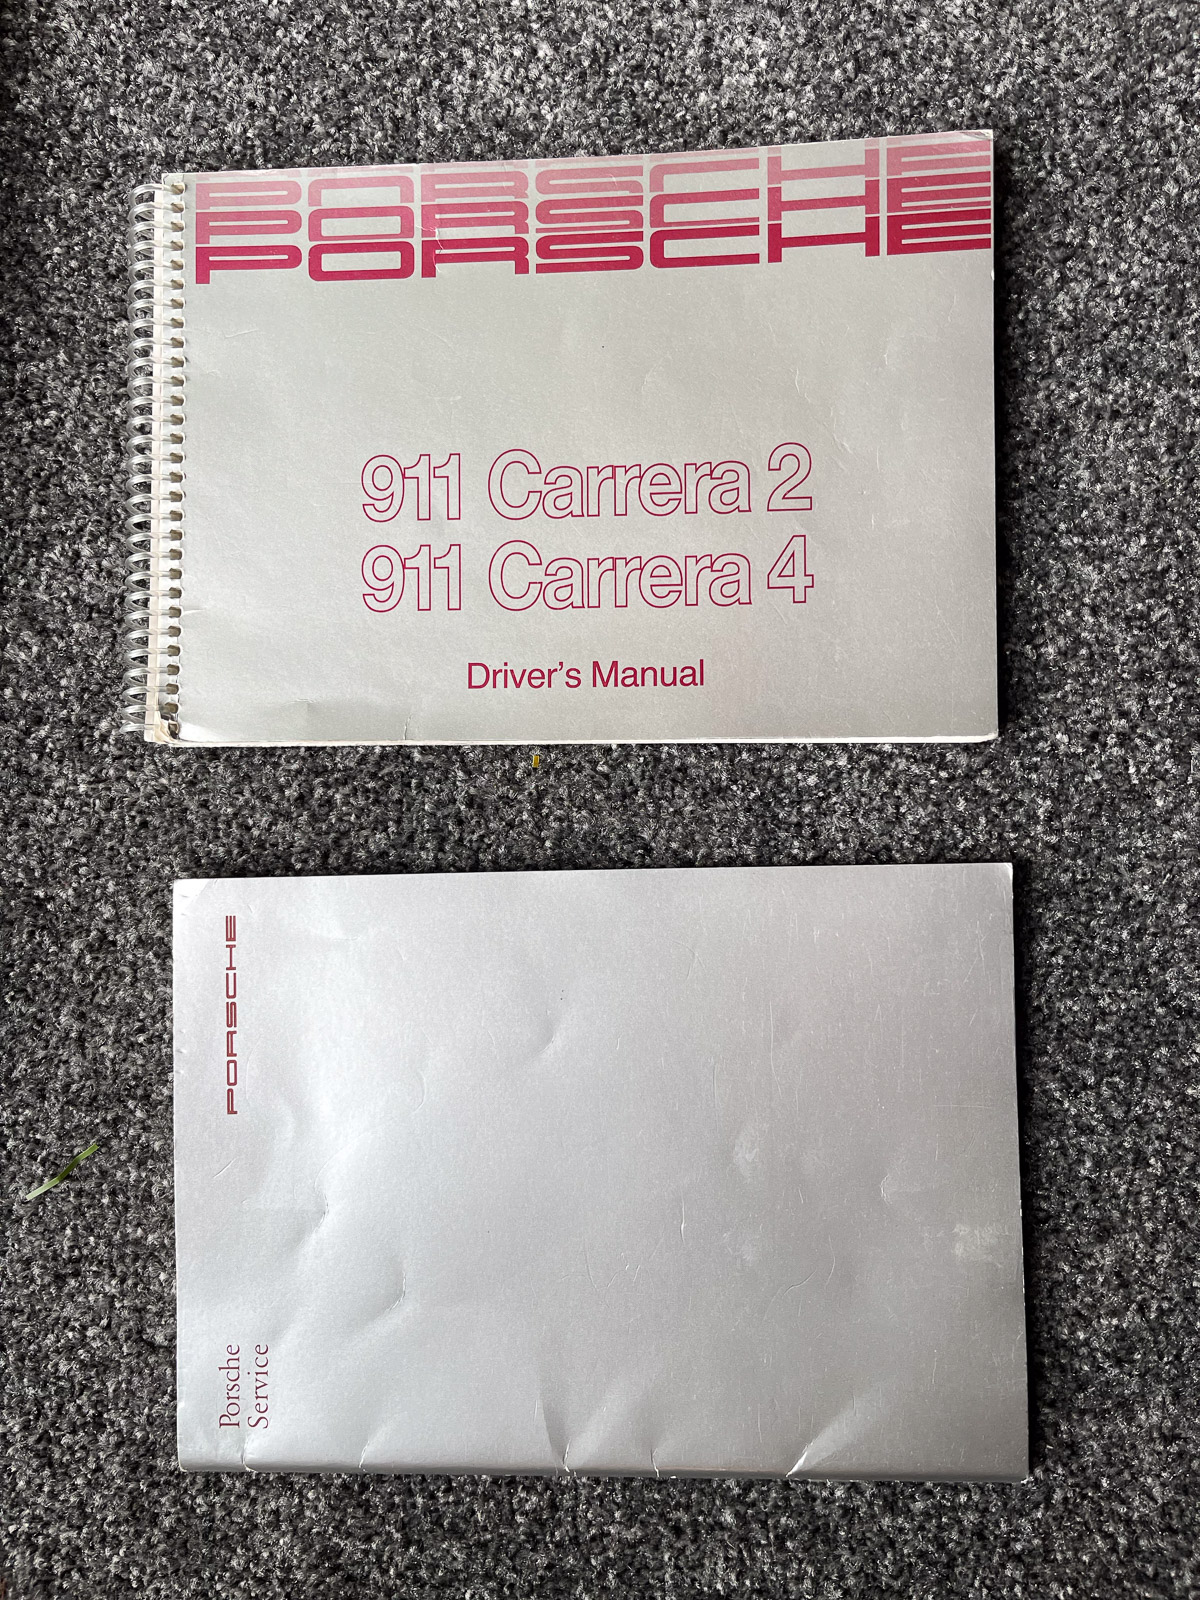 PORSCHE
PORSCHE
PORSCHE
911 Carrera 2
911 Carrera 4
Driver's Manual
PORSCHE
Porsche
Service